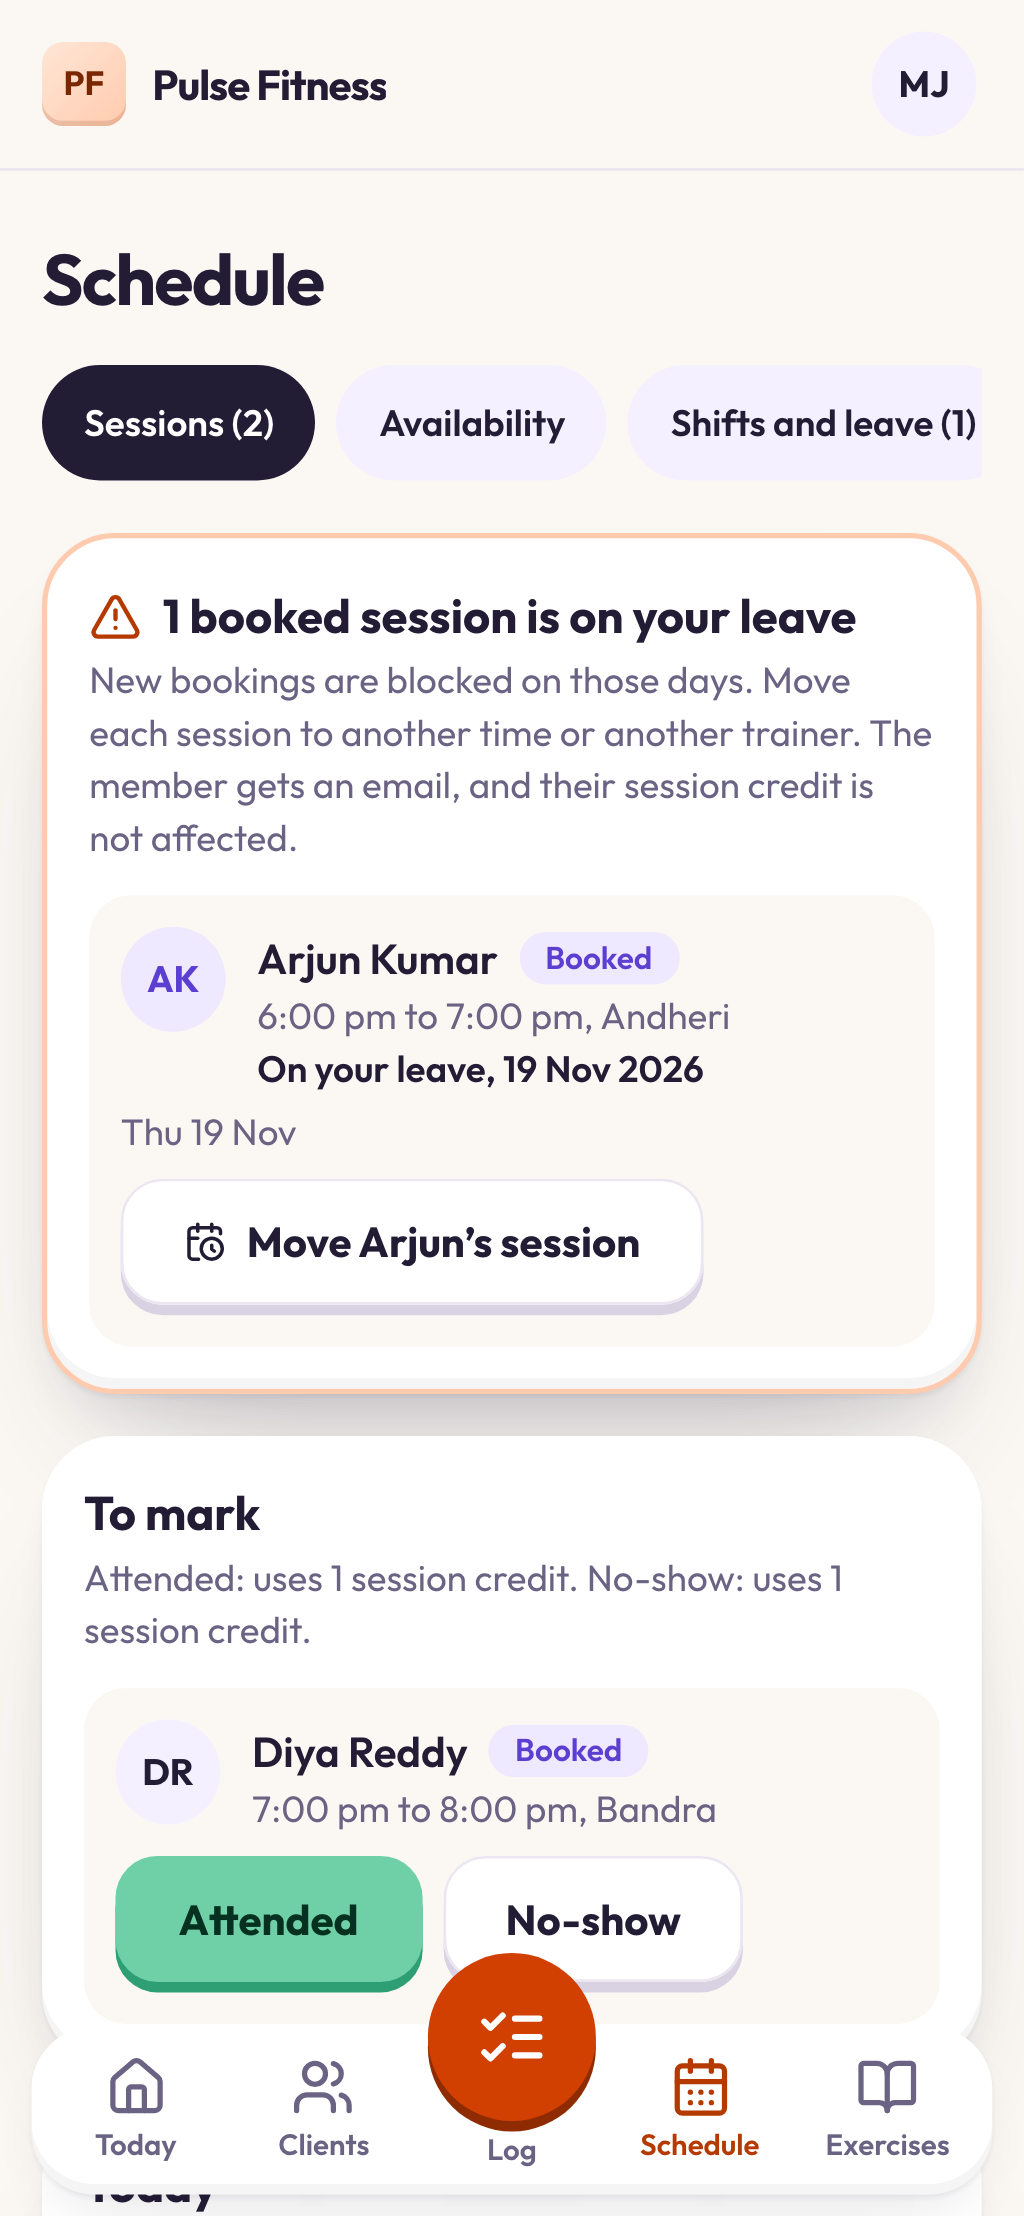 PF
Pulse Fitness
MJ
Schedule
Sessions (2)
Availability
Shifts and leave (1)
1 booked session is on your leave
New bookings are blocked on those days. Move
each session to another time or another trainer. The
member gets an email, and their session credit is
not affected.
AK
Arjun Kumar
Booked
6:00 pm to 7:00 pm, Andheri
On your leave, 19 Nov 2026
Thu 19 Nov
Move Arjun’s session
To mark
Attended: uses 1 session credit. No-show: uses 1
session credit.
DR
Diya Reddy
Booked
7:00 pm to 8:00 pm, Bandra
Attended
No-show
Today
Clients
Log
Schedule
Exercises
Today